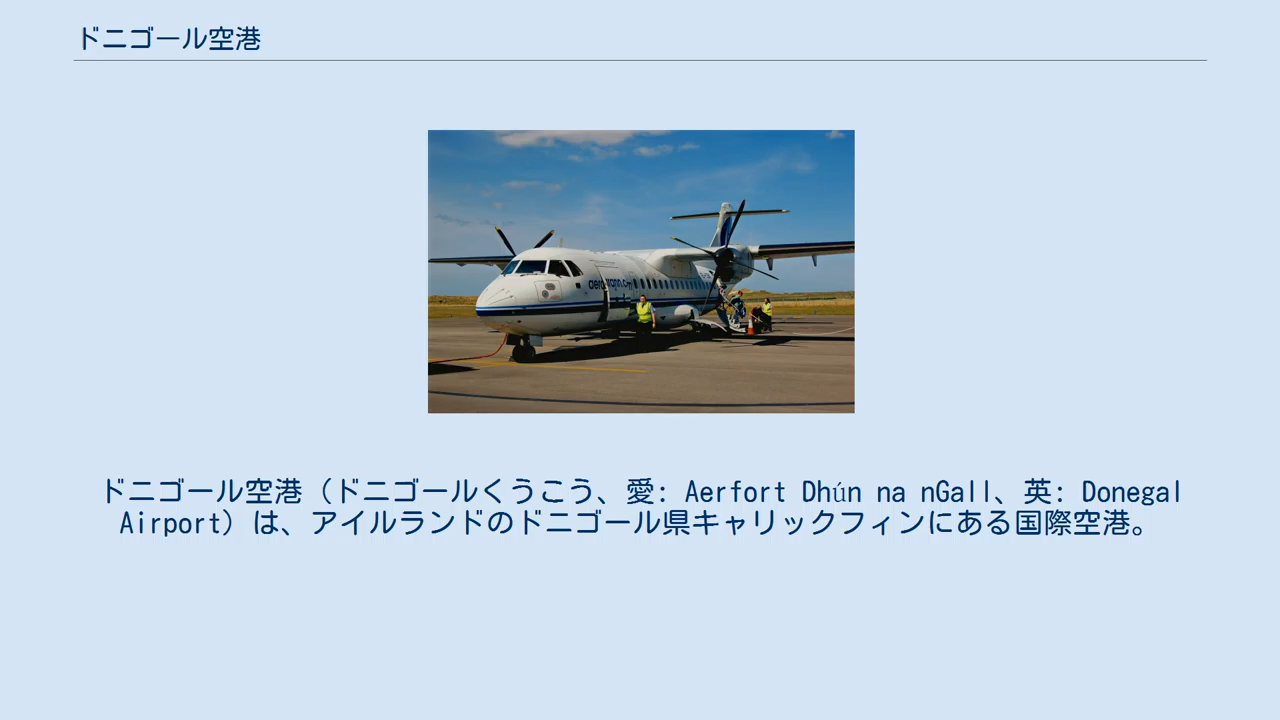 ドニゴール空港
ドニゴール空港（ドニゴールくうこう、愛: Aerfort Dhún na nGall、英: Donegal
Airport）は、アイルランドのドニゴール県キャリックフィンにある国際空港。